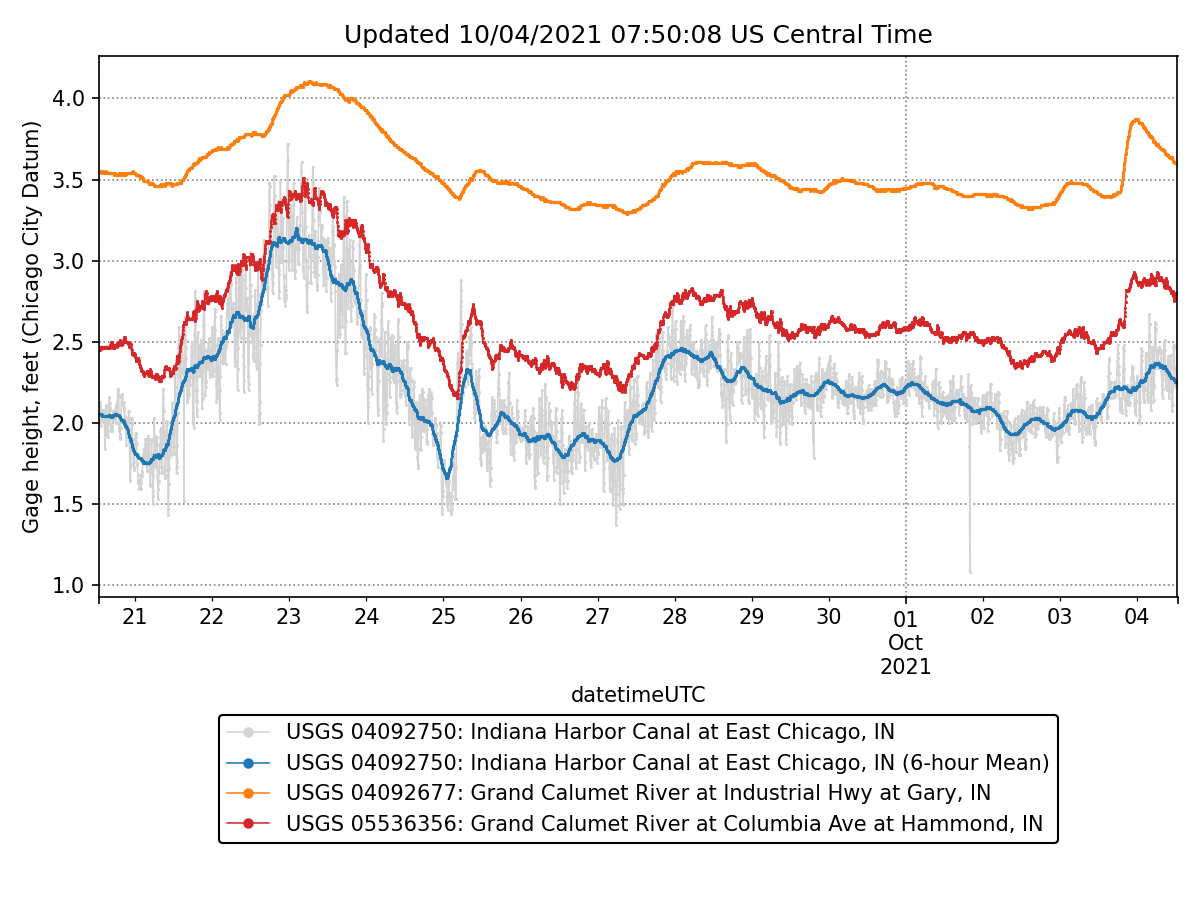 Updated 10/04/2021 07:50:08 US Central Time
Gage height, feet (Chicago City Datum)
4.0
3.5
3.0
2.5
2.0
1.5
1.0
21 22 23 24 25 26 27 28 29 30 01 02 03 04
Oct
2021
datetimeUTC
USGS 04092750: Indiana Harbor Canal at East Chicago, IN
USGS 04092750: Indiana Harbor Canal at East Chicago, IN (6-hour Mean)
USGS 04092677: Grand Calumet River at Industrial Hwy at Gary, IN
USGS 05536356: Grand Calumet River at Columbia Ave at Hammond, IN